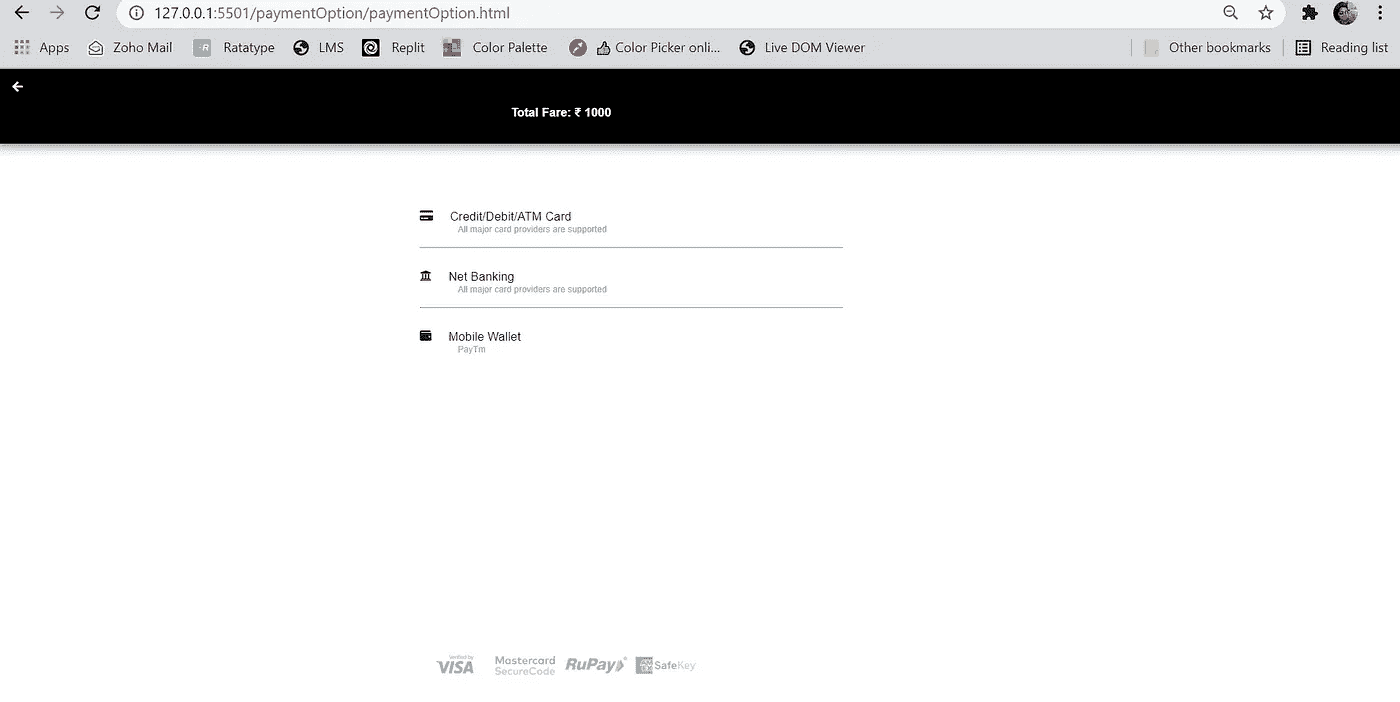 127.0.0.1:5501/paymentOption/paymentOption.html
Apps Zoho Mail Ratatype LMS Replit Color Palette Color Picker onli... Live DOM Viewer Other bookmarks Reading list
Total Fare: ₹ 1000
Credit/Debit/ATM Card
All major card providers are supported
Net Banking
All major card providers are supported
Mobile Wallet
PayTm
Verified by
VISA
Mastercard
SecureCode
RuPay
AM
EX
SafeKey